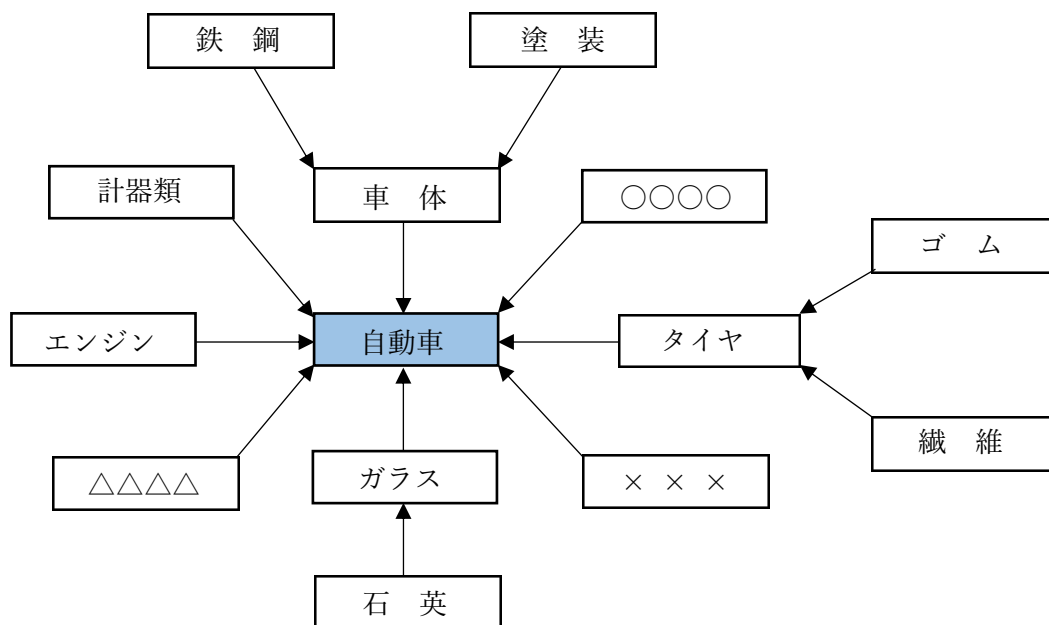 鉄　鋼
塗　装
計器類
車　体
○○○○
ゴ　ム
エンジン
自動車
タイヤ
繊　維
△△△△
ガラス
×　×　×
石　英